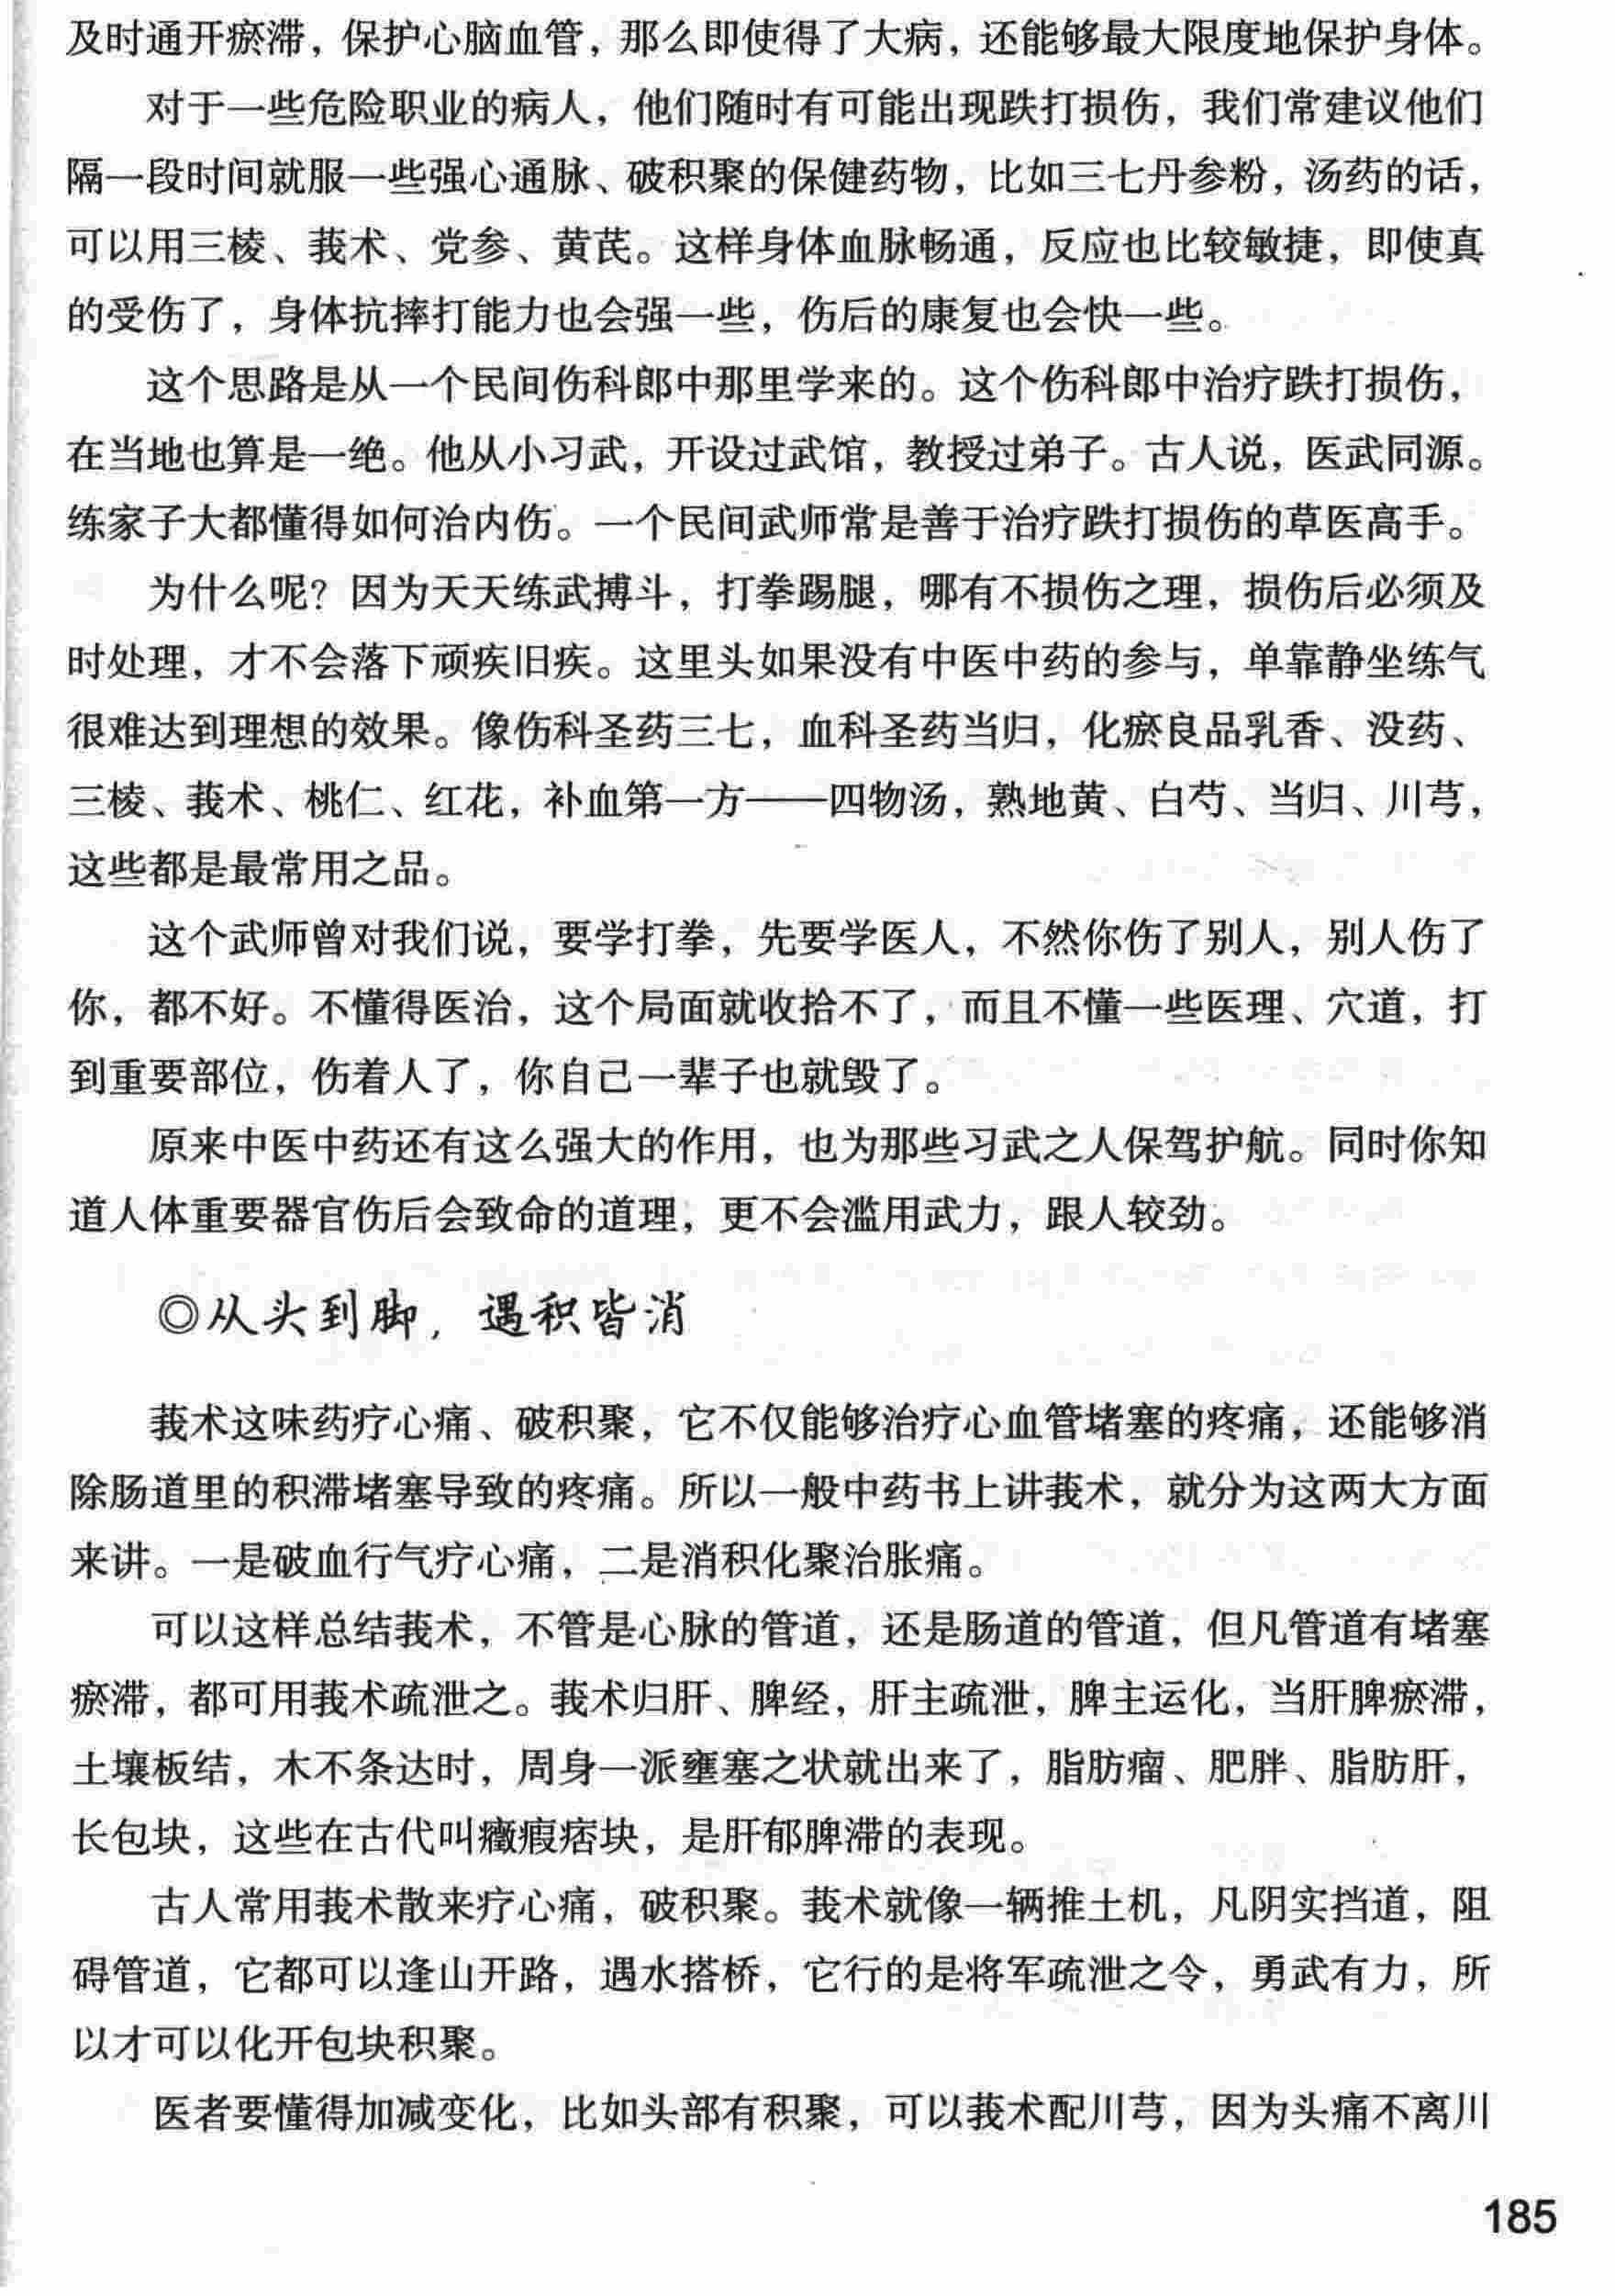 及时通开瘀滞，保护心脑血管，那么即使得了大病，还能够最大限度地保护身体。
对于一些危险职业的病人，他们随时有可能出现跌打损伤，我们常建议他们
隔一段时间就服一些强心通脉、破积聚的保健药物，比如三七丹参粉，汤药的话，
可以用三棱、莪术、党参、黄芪。这样身体血脉畅通，反应也比较敏捷，即使真
的受伤了，身体抗摔打能力也会强一些，伤后的康复也会快一些。
这个思路是从一个民间伤科郎中那里学来的。这个伤科郎中治疗跌打损伤，
在当地也算是一绝。他从小习武，开设过武馆，教授过弟子。古人说，医武同源。
练家子大都懂得如何治内伤。一个民间武师常是善于治疗跌打损伤的草医高手。
为什么呢？因为天天练武搏斗，打拳踢腿，哪有不损伤之理，损伤后必须及
时处理，才不会落下顽疾旧疾。这里头如果没有中医中药的参与，单靠静坐练气
很难达到理想的效果。像伤科圣药三七，血科圣药当归，化瘀良品乳香、没药、
三棱、莪术、桃仁、红花，补血第一方——四物汤，熟地黄、白芍、当归、川芎，
这些都是最常用之品。
这个武师曾对我们说，要学打拳，先要学医人，不然你伤了别人，别人伤了
你，都不好。不懂得医治，这个局面就收拾不了，而且不懂一些医理、穴道，打
到重要部位，伤着人了，你自己一辈子也就毁了。
原来中医中药还有这么强大的作用，也为那些习武之人保驾护航。同时你知
道人体重要器官伤后会致命的道理，更不会滥用武力，跟人较劲。
◎从头到脚，遇积皆消
莪术这味药疗心痛、破积聚，它不仅能够治疗心血管堵塞的疼痛，还能够消
除肠道里的积滞堵塞导致的疼痛。所以一般中药书上讲莪术，就分为这两大方面
来讲。一是破血行气疗心痛，二是消积化聚治胀痛。
可以这样总结莪术，不管是心脉的管道，还是肠道的管道，但凡管道有堵塞
瘀滞，都可用莪术疏泄之。莪术归肝、脾经，肝主疏泄，脾主运化，当肝脾瘀滞，
土壤板结，木不条达时，周身一派壅塞之状就出来了，脂肪瘤、肥胖、脂肪肝，
长包块，这些在古代叫癥瘕痞块，是肝郁脾滞的表现。
古人常用莪术散来疗心痛，破积聚。莪术就像一辆推土机，凡阴实挡道，阻
碍管道，它都可以逢山开路，遇水搭桥，它行的是将军疏泄之令，勇武有力，所
以才可以化开包块积聚。
医者要懂得加减变化，比如头部有积聚，可以莪术配川芎，因为头痛不离川
185